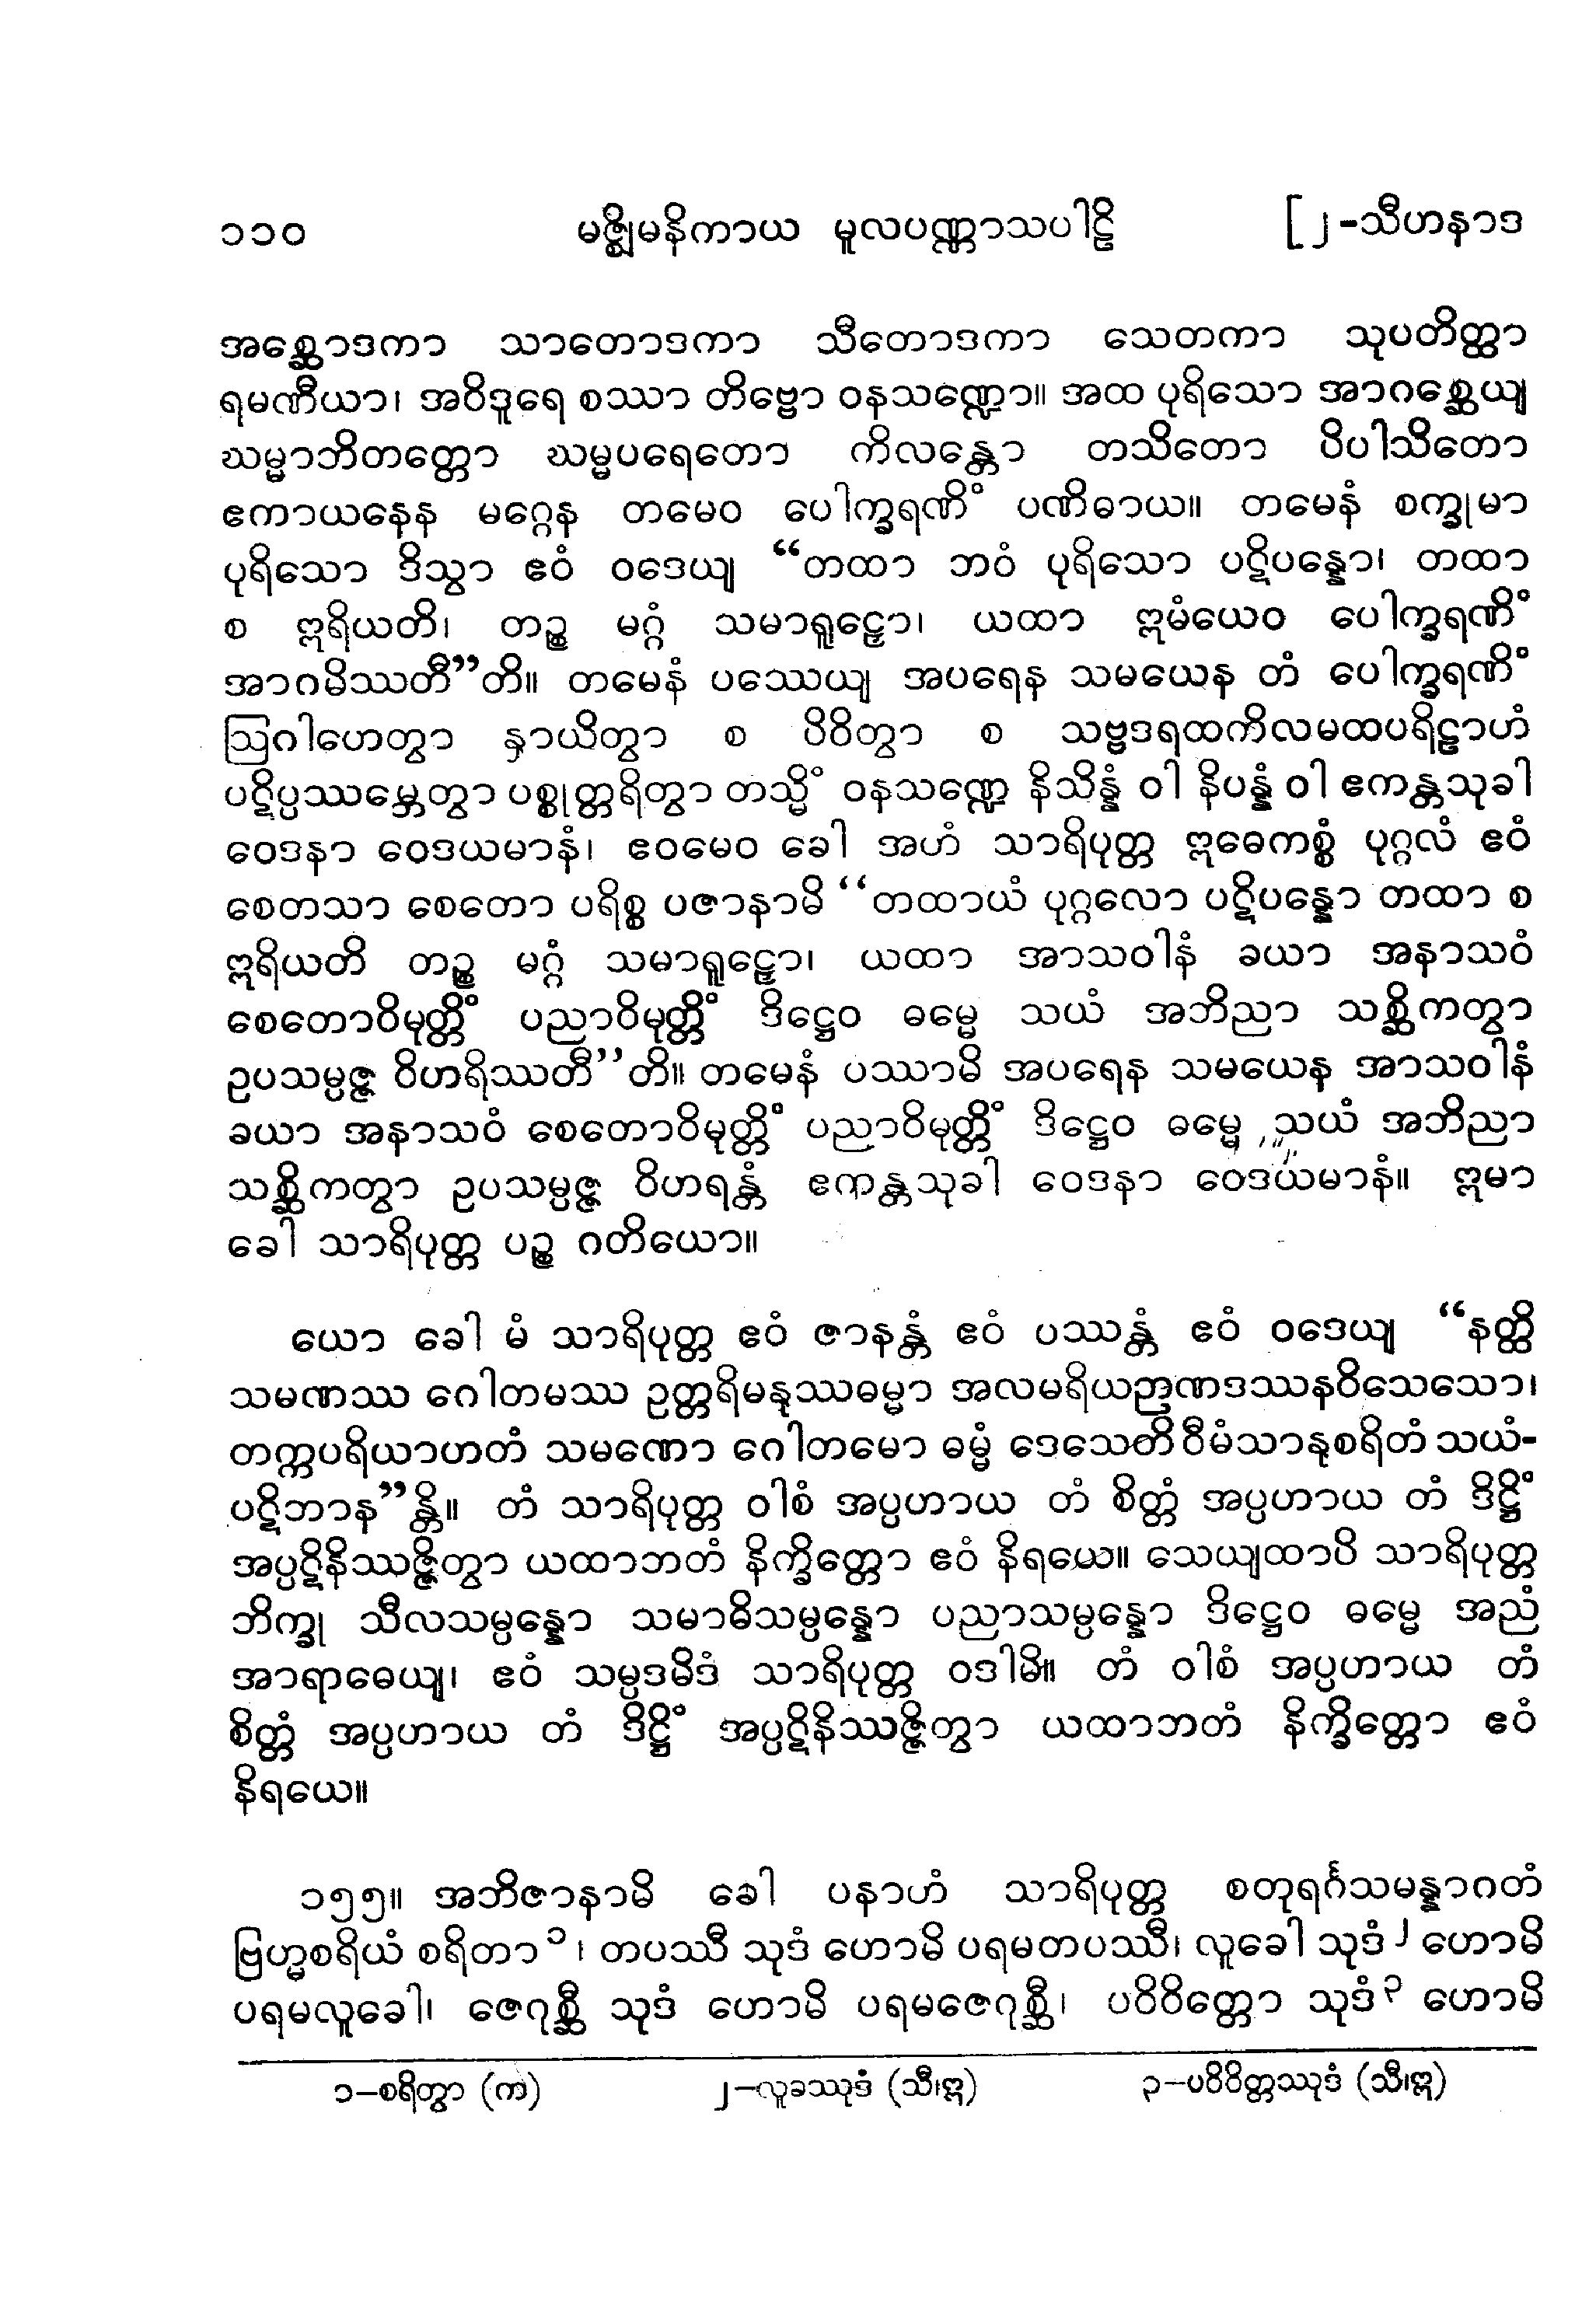 ၁၁၀ မဇ္ဈိမနိကာယ မူလပဏ္ဏာသပါဠိ [၂-သီဟနာဒ
အစ္ဆောဒကာ သာတောဒကာ သီတောဒကာ သေတကာ သုပတိတ္ထာ
ရမဏီယာ၊ အဝိဒူရေ စဿာ တိဗ္ဗော ဝနသဏ္ဍော။ အထ ပုရိသော အာဂစ္ဆေယျ
ဃမ္မာဘိတတ္တော ဃမ္မပရေတော ကိလန္တော တသိတော ပိပါသိတော
ဧကာယနေန မဂ္ဂေန တမေဝ ပေါက္ခရဏိံ ပဏိဓာယ။ တမေနံ စက္ခုမာ
ပုရိသော ဒိသွာ ဧဝံ ဝဒေယျ “တထာ ဘဝံ ပုရိသော ပဋိပန္နော၊ တထာ
စ ဣရိယတိ၊ တဉ္စ မဂ္ဂံ သမာရူဠှော၊ ယထာ ဣမံယေဝ ပေါက္ခရဏိံ
အာဂမိဿတီ”တိ။ တမေနံ ပဿေယျ အပရေန သမယေန တံ ပေါက္ခရဏိံ
ဩဂါဟေတွာ နှာယိတွာ စ ပိဝိတွာ စ သဗ္ဗဒရထကိလမထပရိဠာဟံ
ပဋိပ္ပဿမ္ဘေတွာ ပစ္စုတ္တရိတွာ တသ္မိံ ဝနသဏ္ဍေ နိသိန္နံ ဝါ နိပန္နံ ဝါ ဧကန္တသုခါ
ဝေဒနာ ဝေဒယမာနံ၊ ဧဝမေဝ ခေါ အဟံ သာရိပုတ္တ ဣဓေကစ္စံ ပုဂ္ဂလံ ဧဝံ
စေတသာ စေတော ပရိစ္စ ပဇာနာမိ “တထာယံ ပုဂ္ဂလော ပဋိပန္နော တထာ စ
ဣရိယတိ တဉ္စ မဂ္ဂံ သမာရူဠှော၊ ယထာ အာသဝါနံ ခယာ အနာသဝံ
စေတောဝိမုတ္တိံ ပညာဝိမုတ္တိံ ဒိဋ္ဌေဝ ဓမ္မေ သယံ အဘိညာ သစ္ဆိကတွာ
ဥပသမ္ပဇ္ဇ ဝိဟရိဿတီ”တိ။ တမေနံ ပဿာမိ အပရေန သမယေန အာသဝါနံ
ခယာ အနာသဝံ စေတောဝိမုတ္တိံ ပညာဝိမုတ္တိံ ဒိဋ္ဌေဝ ဓမ္မေ သယံ အဘိညာ
သစ္ဆိကတွာ ဥပသမ္ပဇ္ဇ ဝိဟရန္တံ ဧကန္တသုခါ ဝေဒနာ ဝေဒယမာနံ။ ဣမာ
ခေါ သာရိပုတ္တ ပဉ္စ ဂတိယော။
ယော ခေါ မံ သာရိပုတ္တ ဧဝံ ဇာနန္တံ ဧဝံ ပဿန္တံ ဧဝံ ဝဒေယျ “နတ္ထိ
သမဏဿ ဂေါတမဿ ဥတ္တရိမနုဿဓမ္မာ အလမရိယဉာဏဒဿနဝိသေသော၊
တက္ကပရိယာဟတံ သမဏော ဂေါတမော ဓမ္မံ ဒေသေတိ ဝီမံသာနုစရိတံ သယံ-
ပဋိဘာန”န္တိ။ တံ သာရိပုတ္တ ဝါစံ အပ္ပဟာယ တံ စိတ္တံ အပ္ပဟာယ တံ ဒိဋ္ဌိံ
အပ္ပဋိနိဿဇ္ဇိတွာ ယထာဘတံ နိက္ခိတ္တော ဧဝံ နိရယေ။ သေယျထာပိ သာရိပုတ္တ
ဘိက္ခု သီလသမ္ပန္နော သမာဓိသမ္ပန္နော ပညာသမ္ပန္နော ဒိဋ္ဌေဝ ဓမ္မေ အညံ
အာရာဓေယျ၊ ဧဝံ သမ္ပဒမိဒံ သာရိပုတ္တ ဝဒါမိ။ တံ ဝါစံ အပ္ပဟာယ တံ
စိတ္တံ အပ္ပဟာယ တံ ဒိဋ္ဌိံ အပ္ပဋိနိဿဇ္ဇိတွာ ယထာဘတံ နိက္ခိတ္တော ဧဝံ
နိရယေ။
၁၅၅။ အဘိဇာနာမိ ခေါ ပနာဟံ သာရိပုတ္တ စတုရင်္ဂသမန္နာဂတံ
ဗြဟ္မစရိယံ စရိတာ၁၊ တပဿီ သုဒံ ဟောမိ ပရမတပဿီ၊ လူခေါ သုဒံ၂ ဟောမိ
ပရမလူခေါ၊ ဇေဂုစ္ဆီ သုဒံ ဟောမိ ပရမဇေဂုစ္ဆီ၊ ပဝိဝိတ္တော သုဒံ၃ ဟောမိ
၁-စရိတွာ (က) ၂-လူခဿုဒံ (သီ၊ဣ) ၃-ပဝိဝိတ္တဿုဒံ (သီ၊ဣ)